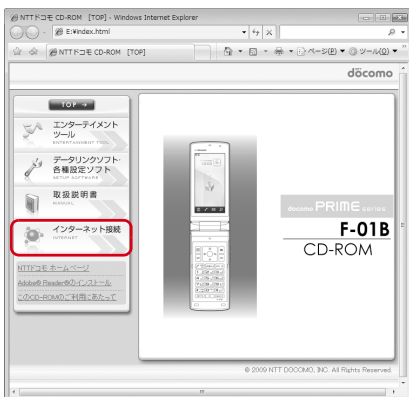 NTTドコモ CD-ROM [TOP] - Windows Internet Explorer
E:¥index.html
NTTドコモ CD-ROM [TOP]
ページ(P)
ツール(O)
döcomo
TOP
エンターテイメント
ツール
ENTERTAINMENT TOOL
データリンクソフト・
各種設定ソフト
SETUP SOFTWARE
取扱説明書
MANUAL
インターネット接続
INTERNET
NTTドコモ ホームページ
Adobe® Reader®のインストール
このCD-ROMのご利用にあたって
docomo PRIME series
F-01B
CD-ROM
© 2009 NTT DOCOMO, INC. All Rights Reserved.